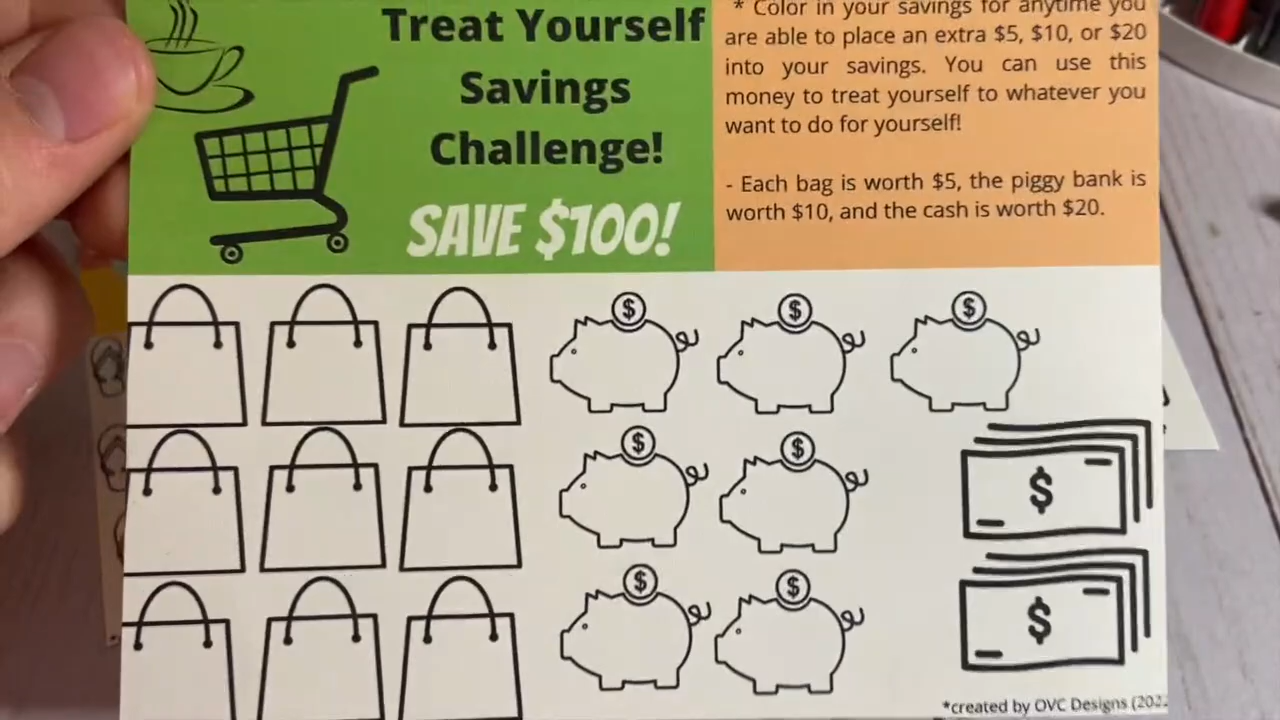 Treat Yourself
Savings
Challenge!
SAVE $100!
* Color in your savings for anytime you
are able to place an extra $5, $10, or $20
into your savings. You can use this
money to treat yourself to whatever you
want to do for yourself!
- Each bag is worth $5, the piggy bank is
worth $10, and the cash is worth $20.
$ $ $
$ $
$ $
$
$
*created by OVC Designs